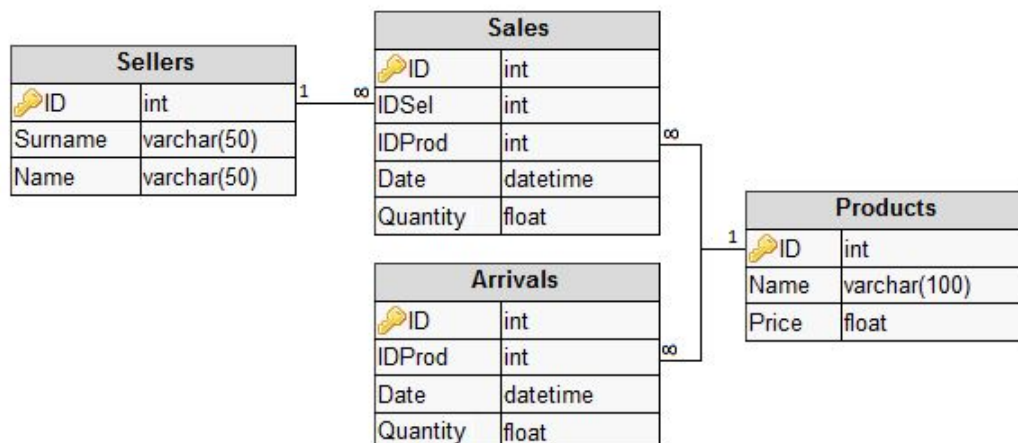 Sellers
ID int
Surname varchar(50)
Name varchar(50)
1 ∞
Sales
ID int
IDSel int
IDProd int
Date datetime
Quantity float
∞
Arrivals
ID int
IDProd int
Date datetime
Quantity float
∞
1
Products
ID int
Name varchar(100)
Price float